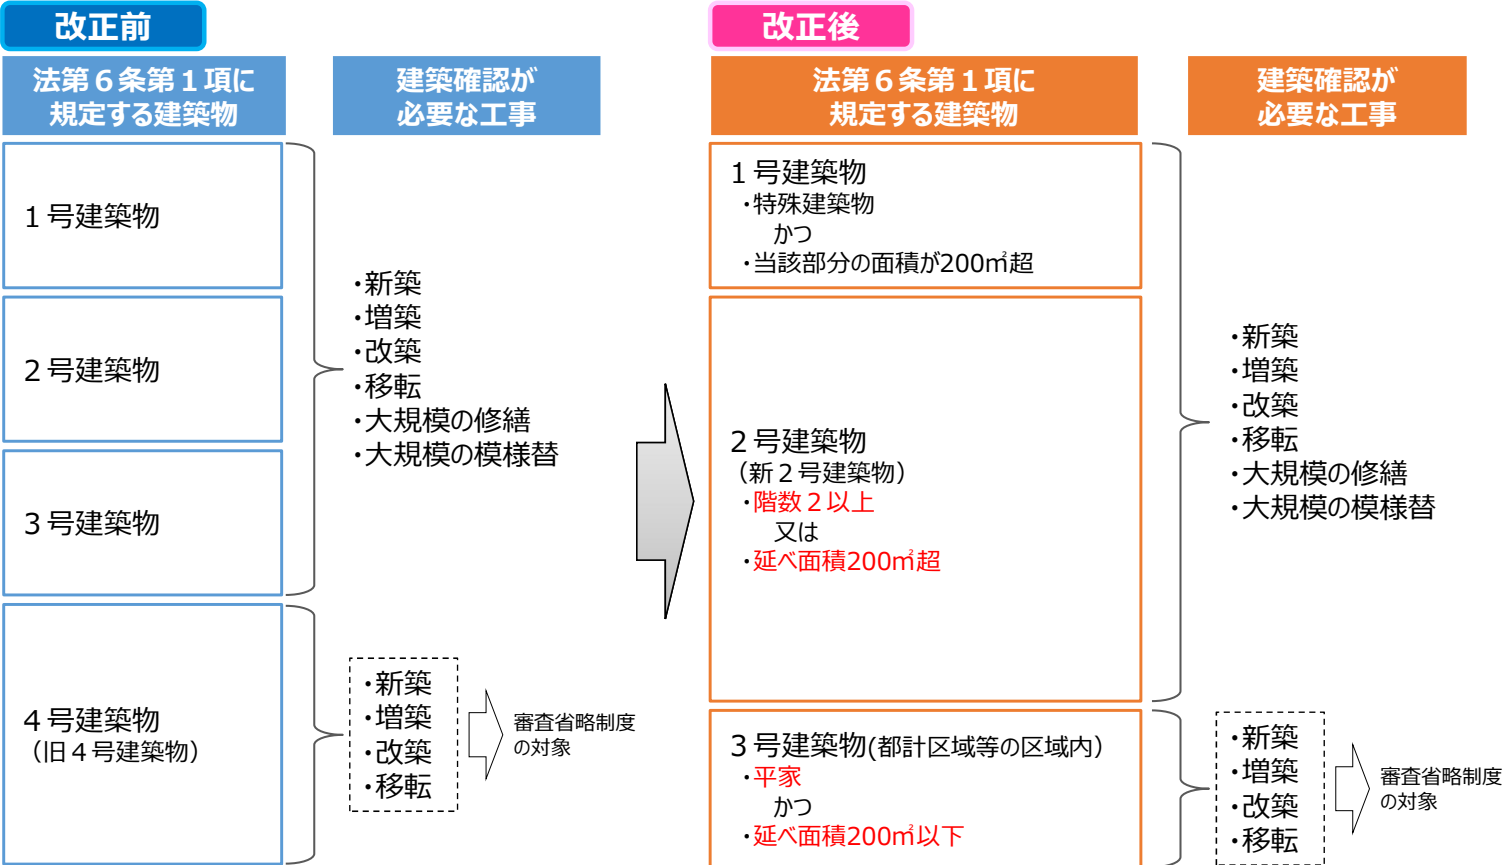 改正前
法第６条第１項に
規定する建築物
建築確認が
必要な工事
１号建築物
２号建築物
３号建築物
・新築
・増築
・改築
・移転
・大規模の修繕
・大規模の模様替
４号建築物
（旧４号建築物）
・新築
・増築
・改築
・移転
審査省略制度
の対象
改正後
法第６条第１項に
規定する建築物
建築確認が
必要な工事
１号建築物
・特殊建築物
かつ
・当該部分の面積が200㎡超
２号建築物
（新２号建築物）
・階数２以上
又は
・延べ面積200㎡超
・新築
・増築
・改築
・移転
・大規模の修繕
・大規模の模様替
３号建築物(都計区域等の区域内)
・平家
かつ
・延べ面積200㎡以下
・新築
・増築
・改築
・移転
審査省略制度
の対象